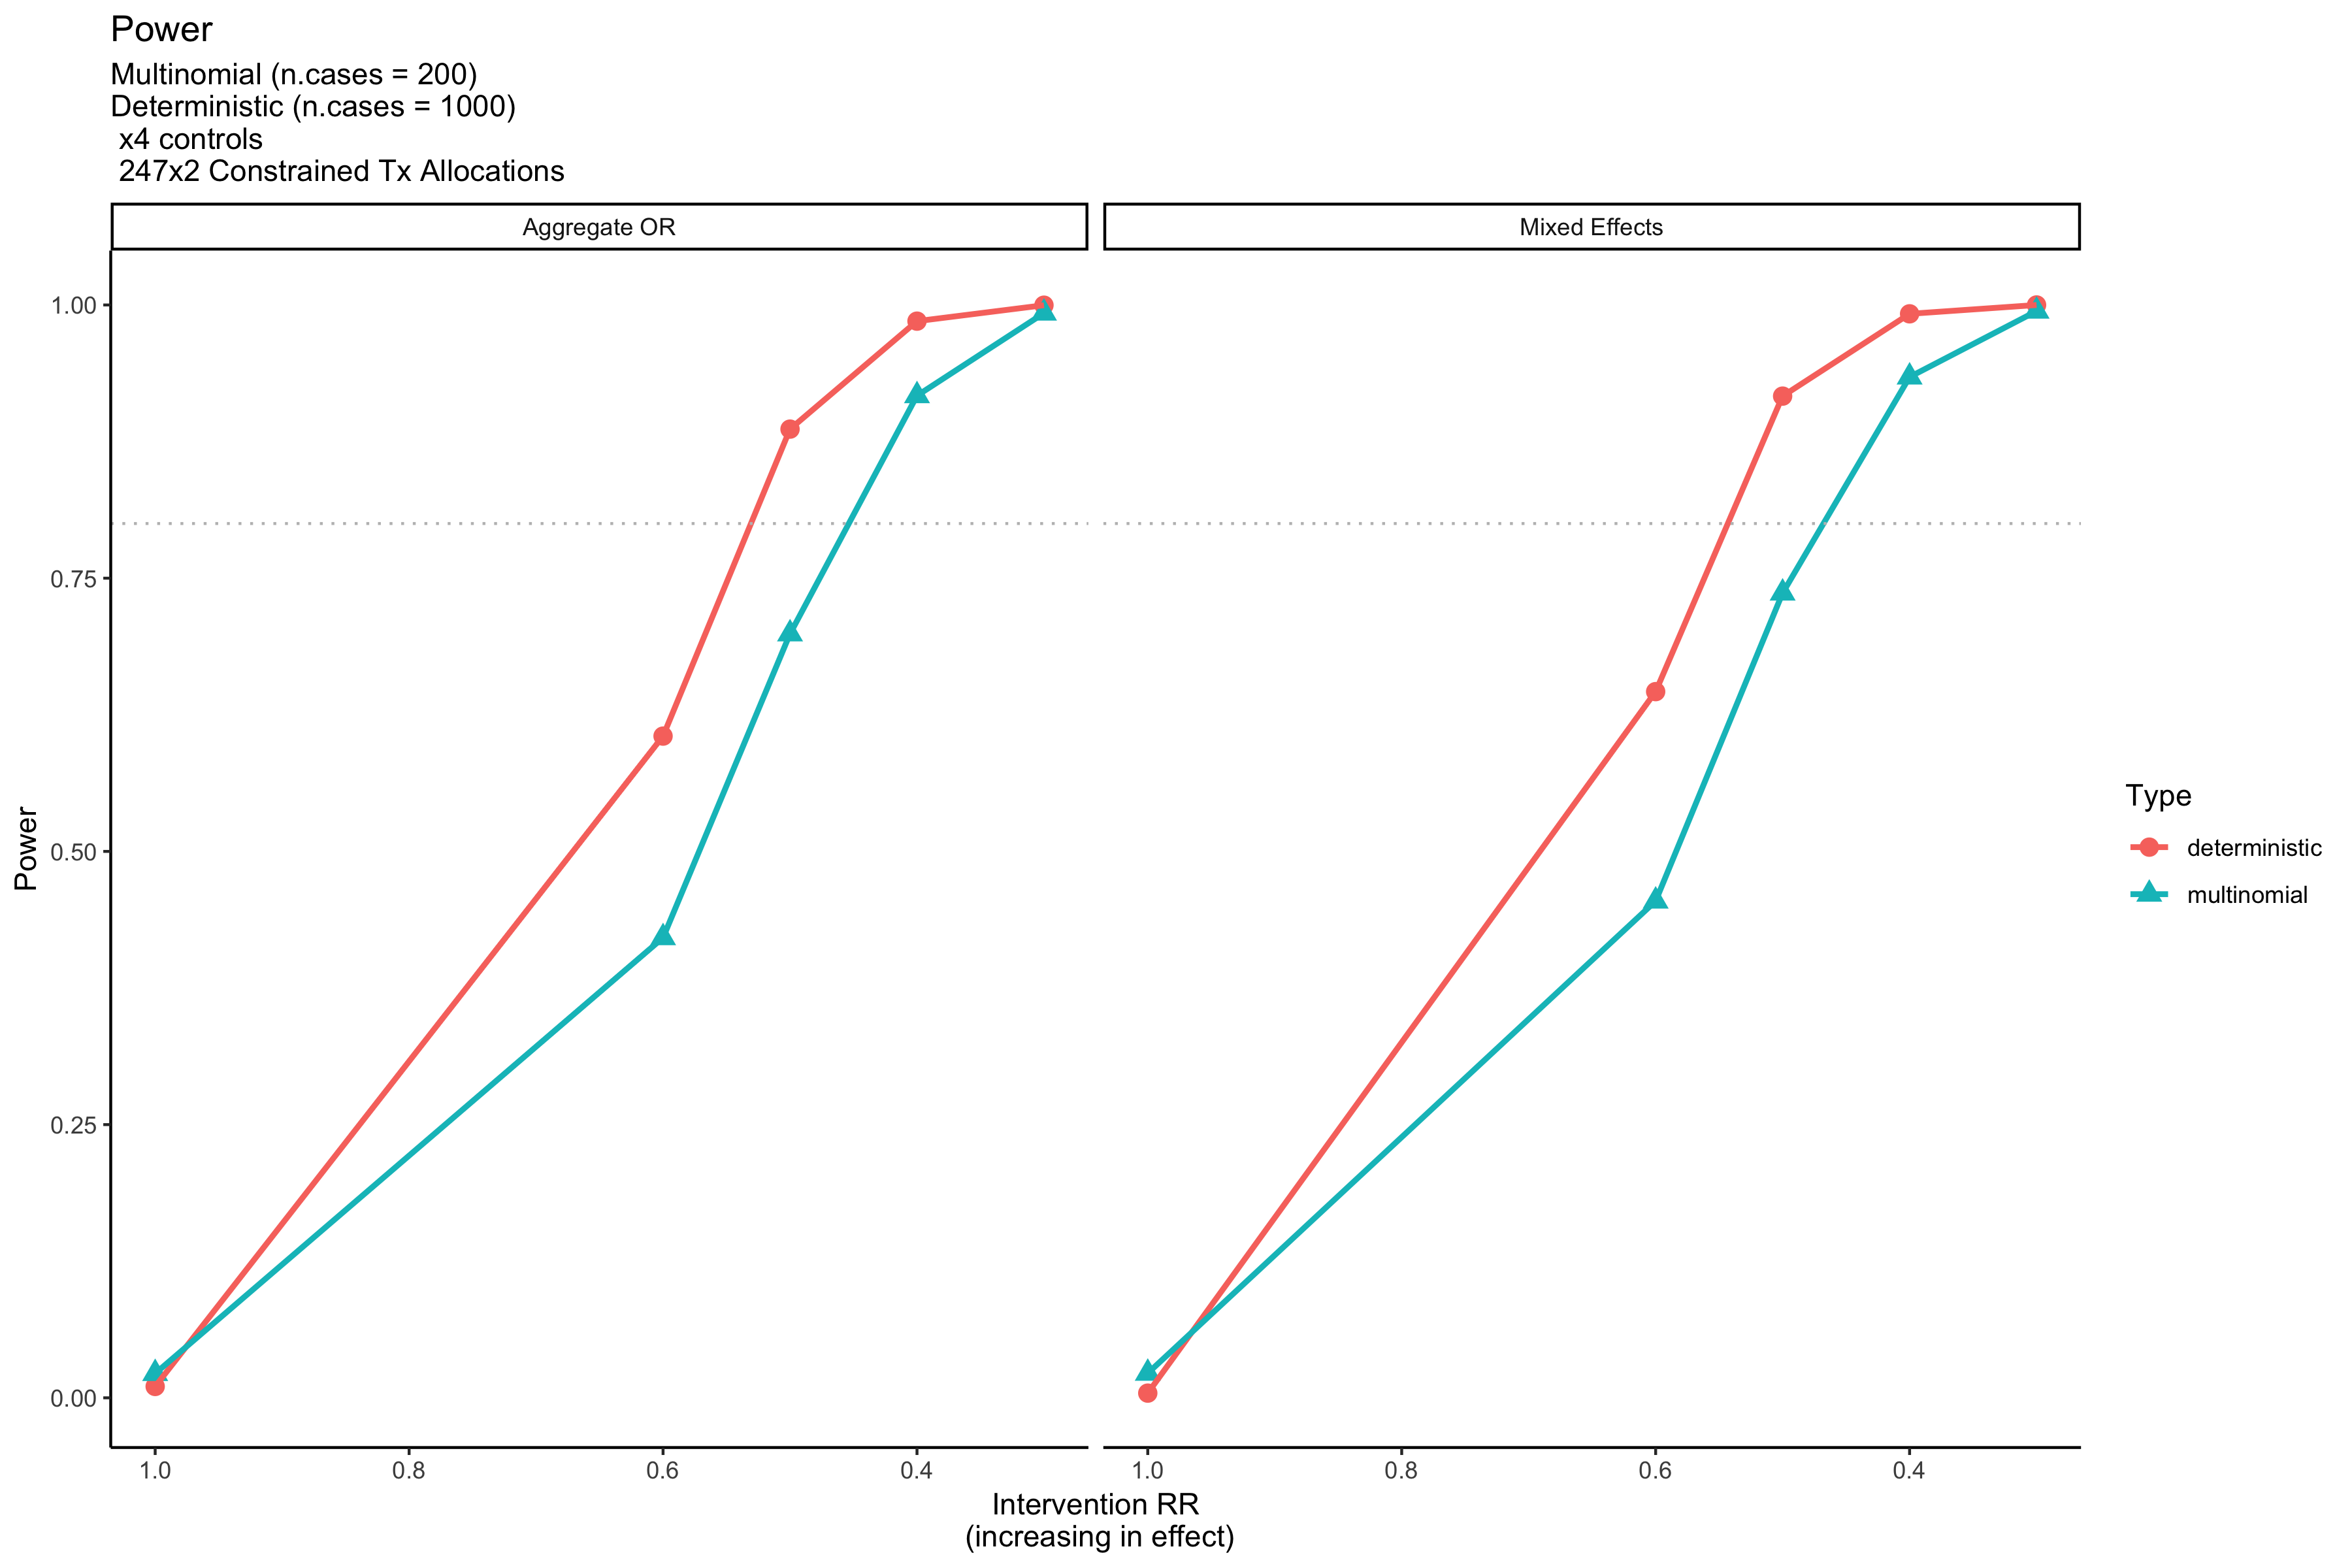 Power
Multinomial (n.cases = 200)
Deterministic (n.cases = 1000)
x4 controls
247x2 Constrained Tx Allocations
Aggregate OR
Mixed Effects
1.00
0.75
0.50
0.25
0.00
Power
1.0
0.8
0.6
0.4
1.0
0.8
0.6
0.4
Intervention RR
(increasing in effect)
Type
deterministic
multinomial